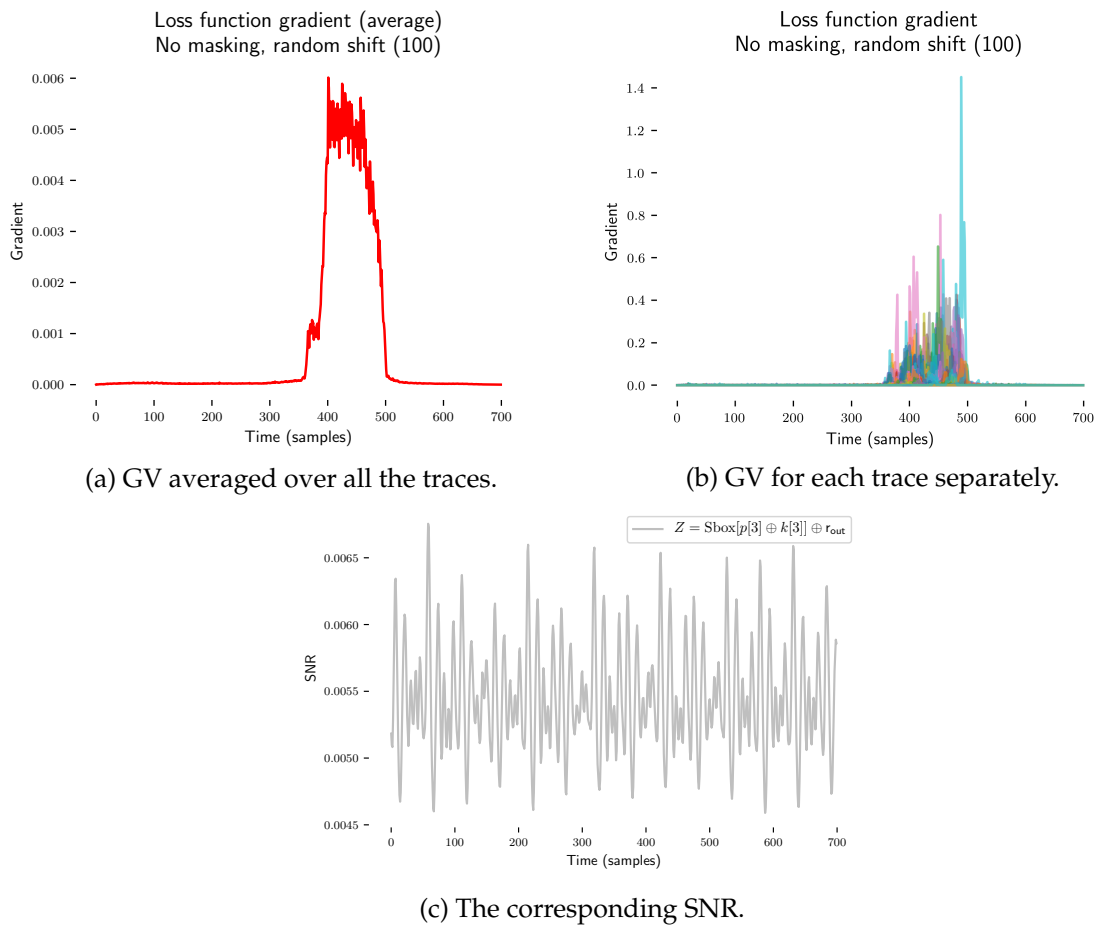 Loss function gradient (average)
No masking, random shift (100)
0.006
0.005
0.004
0.003
0.002
0.001
0.000
Gradient
0 100 200 300 400 500 600 700
Time (samples)
(a) GV averaged over all the traces.
Loss function gradient
No masking, random shift (100)
1.4
1.2
1.0
0.8
0.6
0.4
0.2
0.0
Gradient
0 100 200 300 400 500 600 700
Time (samples)
(b) GV for each trace separately.
Z = Sbox[p[3] ⊕ k[3]] ⊕ r_out
0.0065
0.0060
0.0055
0.0050
0.0045
SNR
0 100 200 300 400 500 600 700
Time (samples)
(c) The corresponding SNR.